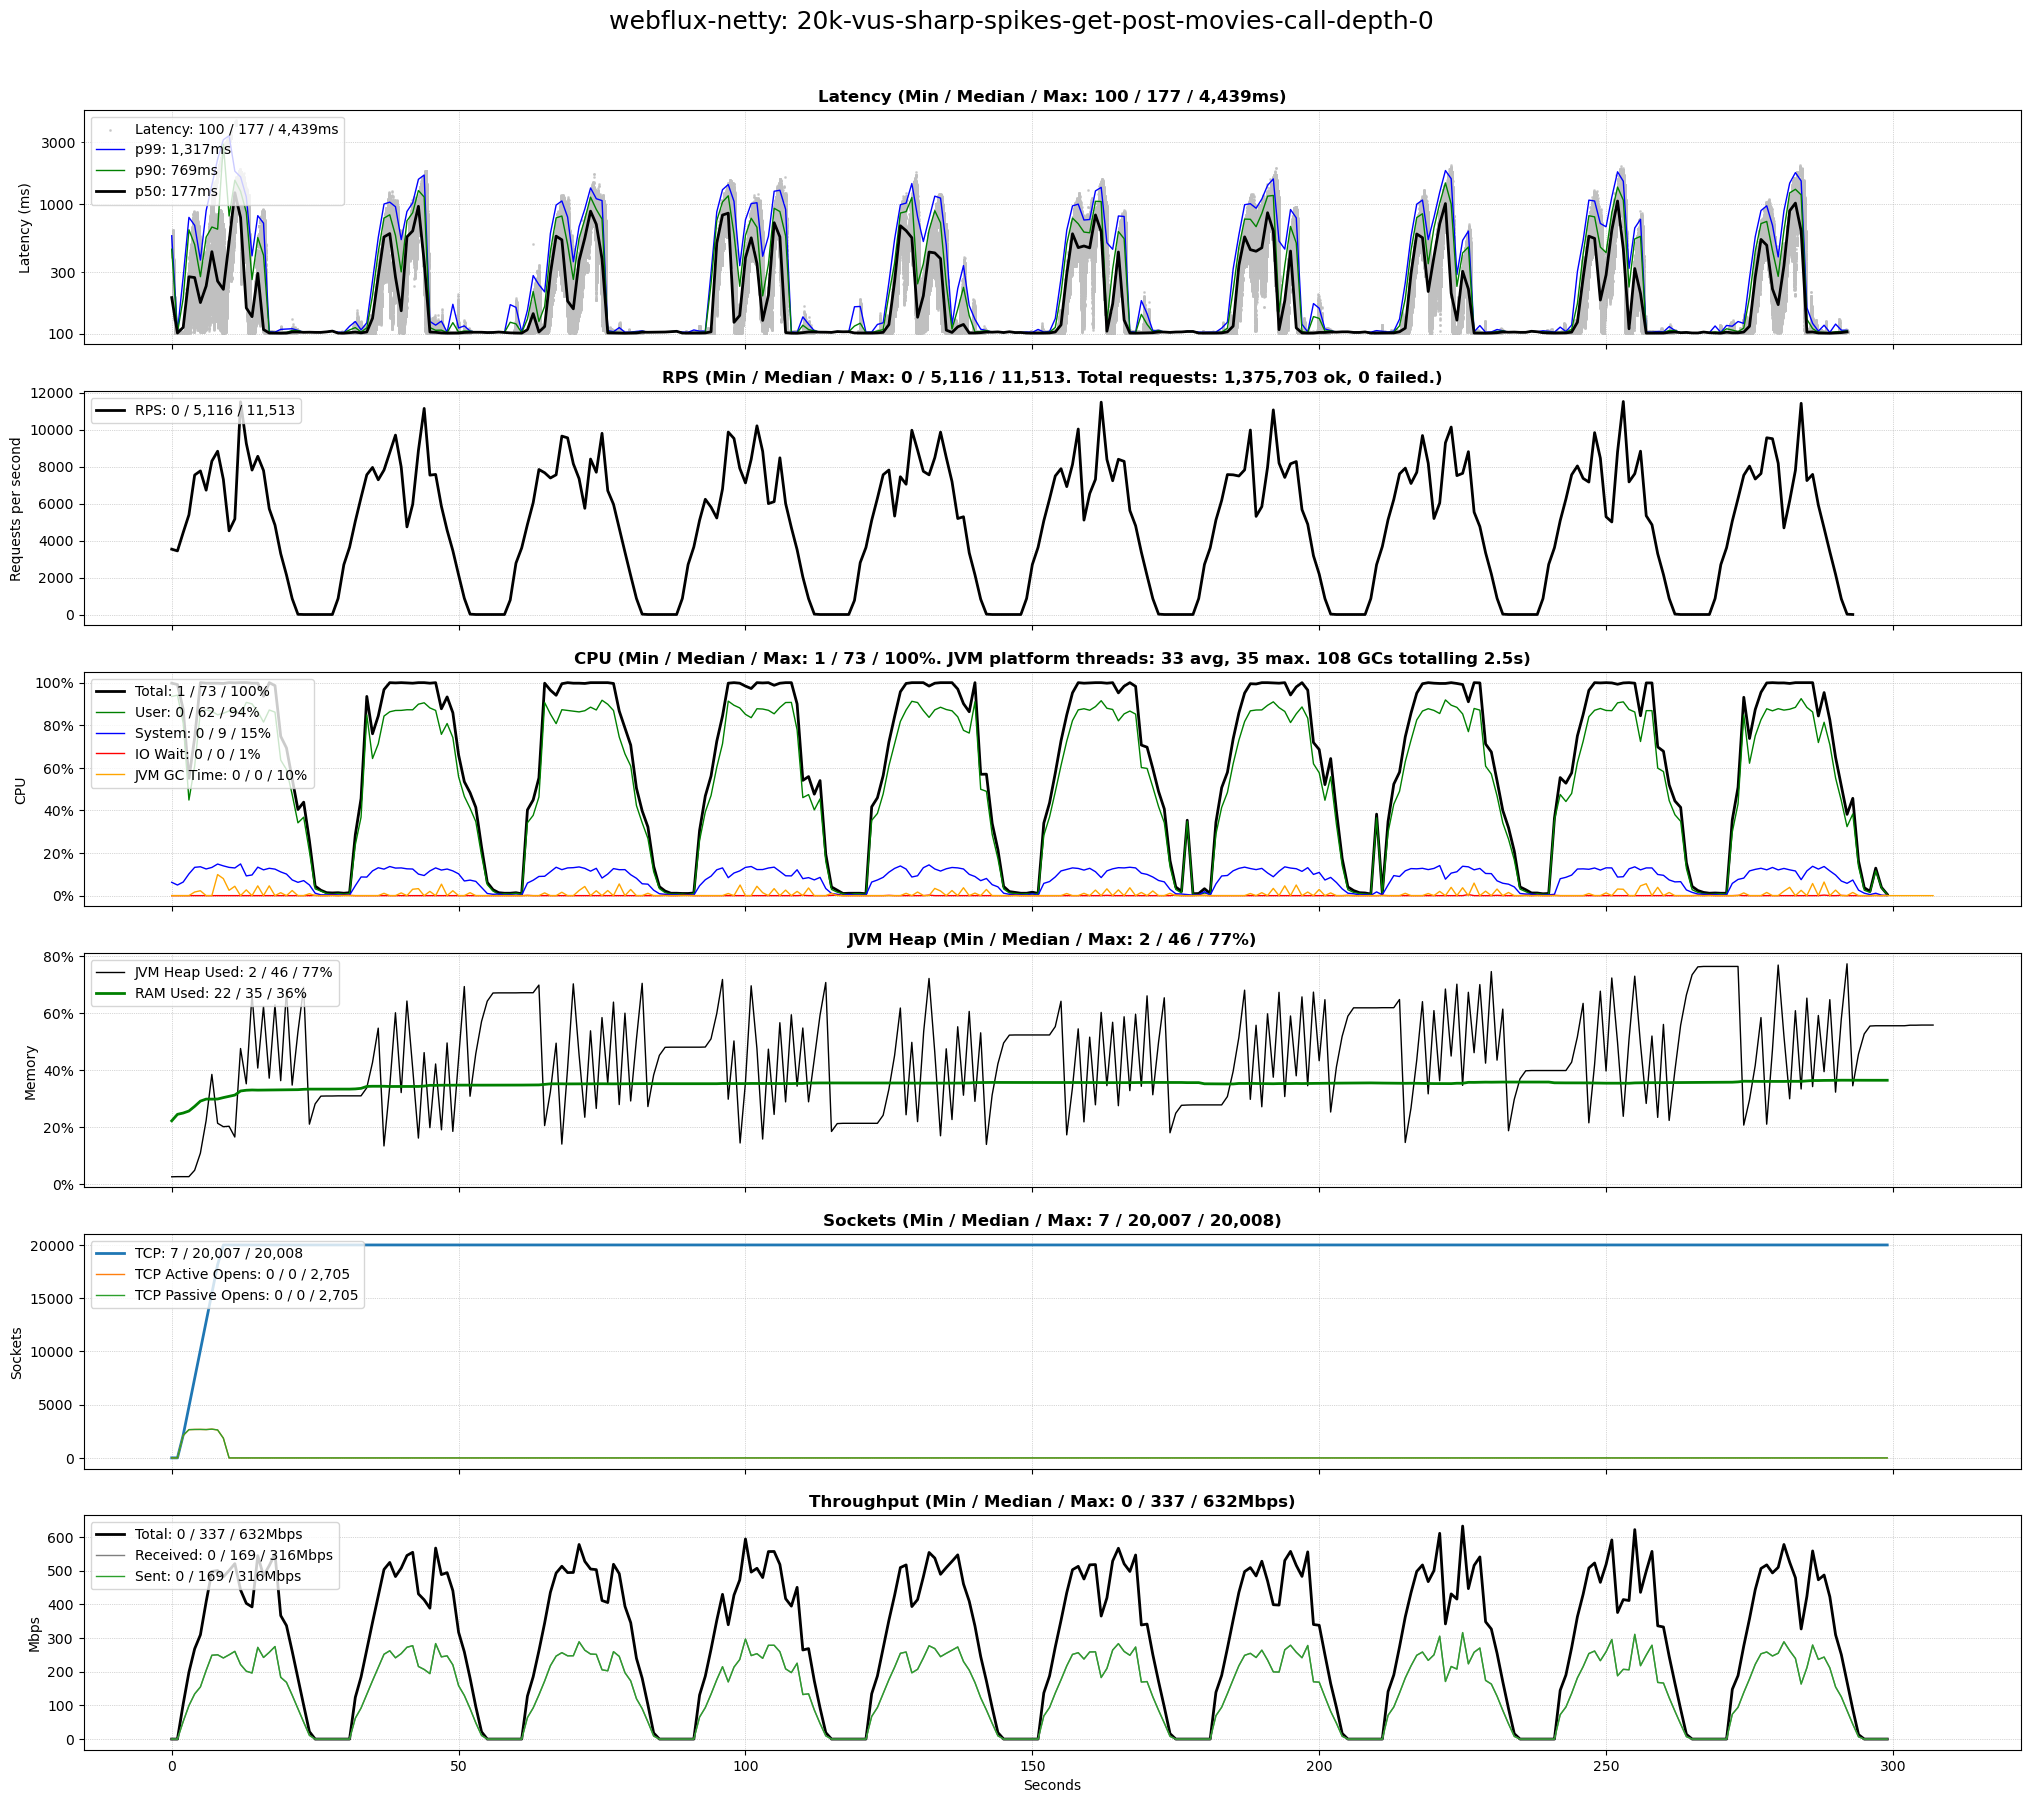 webflux-netty: 20k-vus-sharp-spikes-get-post-movies-call-depth-0
Latency (Min / Median / Max: 100 / 177 / 4,439ms)
Latency (ms)
3000
1000
300
100
Latency: 100 / 177 / 4,439ms
p99: 1,317ms
p90: 769ms
p50: 177ms
RPS (Min / Median / Max: 0 / 5,116 / 11,513. Total requests: 1,375,703 ok, 0 failed.)
Requests per second
12000
10000
8000
6000
4000
2000
0
RPS: 0 / 5,116 / 11,513
CPU (Min / Median / Max: 1 / 73 / 100%. JVM platform threads: 33 avg, 35 max. 108 GCs totalling 2.5s)
CPU
100%
80%
60%
40%
20%
0%
Total: 1 / 73 / 100%
User: 0 / 62 / 94%
System: 0 / 9 / 15%
IO Wait: 0 / 0 / 1%
JVM GC Time: 0 / 0 / 10%
JVM Heap (Min / Median / Max: 2 / 46 / 77%)
Memory
80%
60%
40%
20%
0%
JVM Heap Used: 2 / 46 / 77%
RAM Used: 22 / 35 / 36%
Sockets (Min / Median / Max: 7 / 20,007 / 20,008)
Sockets
20000
15000
10000
5000
0
TCP: 7 / 20,007 / 20,008
TCP Active Opens: 0 / 0 / 2,705
TCP Passive Opens: 0 / 0 / 2,705
Throughput (Min / Median / Max: 0 / 337 / 632Mbps)
Mbps
600
500
400
300
200
100
0
Total: 0 / 337 / 632Mbps
Received: 0 / 169 / 316Mbps
Sent: 0 / 169 / 316Mbps
0 50 100 150 200 250 300
Seconds